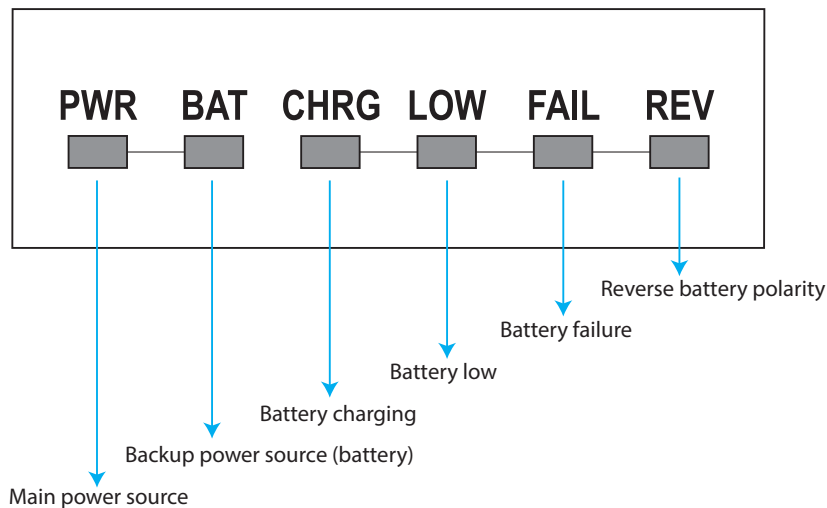 PWR BAT CHRG LOW FAIL REV
Reverse battery polarity
Battery failure
Battery low
Battery charging
Backup power source (battery)
Main power source